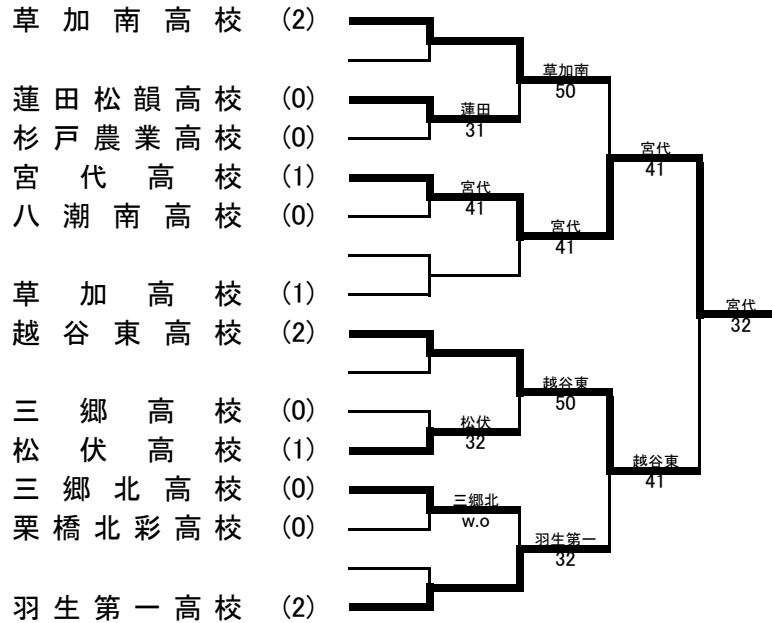 草加南高校 (2)
蓮田松韻高校 (0)
杉戸農業高校 (0)
宮代高校 (1)
八潮南高校 (0)
草加高校 (1)
越谷東高校 (2)
三郷高校 (0)
松伏高校 (1)
三郷北高校 (0)
栗橋北彩高校 (0)
羽生第一高校 (2)
蓮田
31
宮代
41
松伏
32
三郷北
w.o
草加南
50
宮代
41
越谷東
50
羽生第一
32
宮代
41
越谷東
41
宮代
32